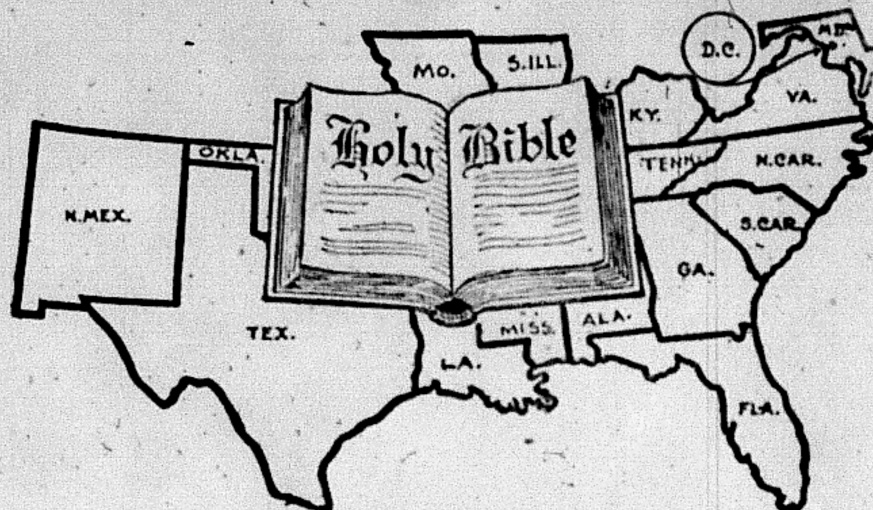 MO.
S.ILL.
D.C.
MD.
KY.
VA.
OKLA.
Holy Bible
TENN.
N.CAR.
N.MEX.
S.CAR.
GA.
TEX.
MISS.
ALA.
LA.
FLA.